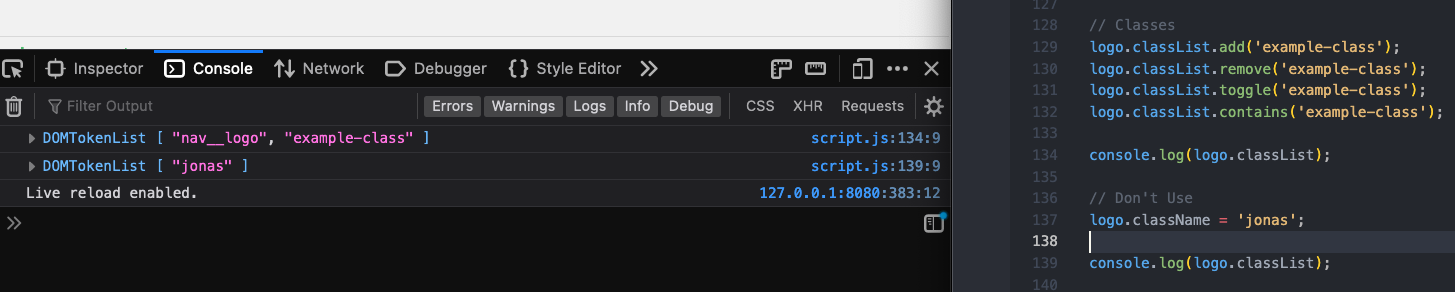 Inspector Console Network Debugger Style Editor
Filter Output Errors Warnings Logs Info Debug CSS XHR Requests
DOMTokenList [ "nav__logo", "example-class" ] script.js:134:9
DOMTokenList [ "jonas" ] script.js:139:9
Live reload enabled. 127.0.0.1:8080:383:12
127
128 // Classes
129 logo.classList.add('example-class');
130 logo.classList.remove('example-class');
131 logo.classList.toggle('example-class');
132 logo.classList.contains('example-class');
133
134 console.log(logo.classList);
135
136 // Don't Use
137 logo.className = 'jonas';
138
139 console.log(logo.classList);
140